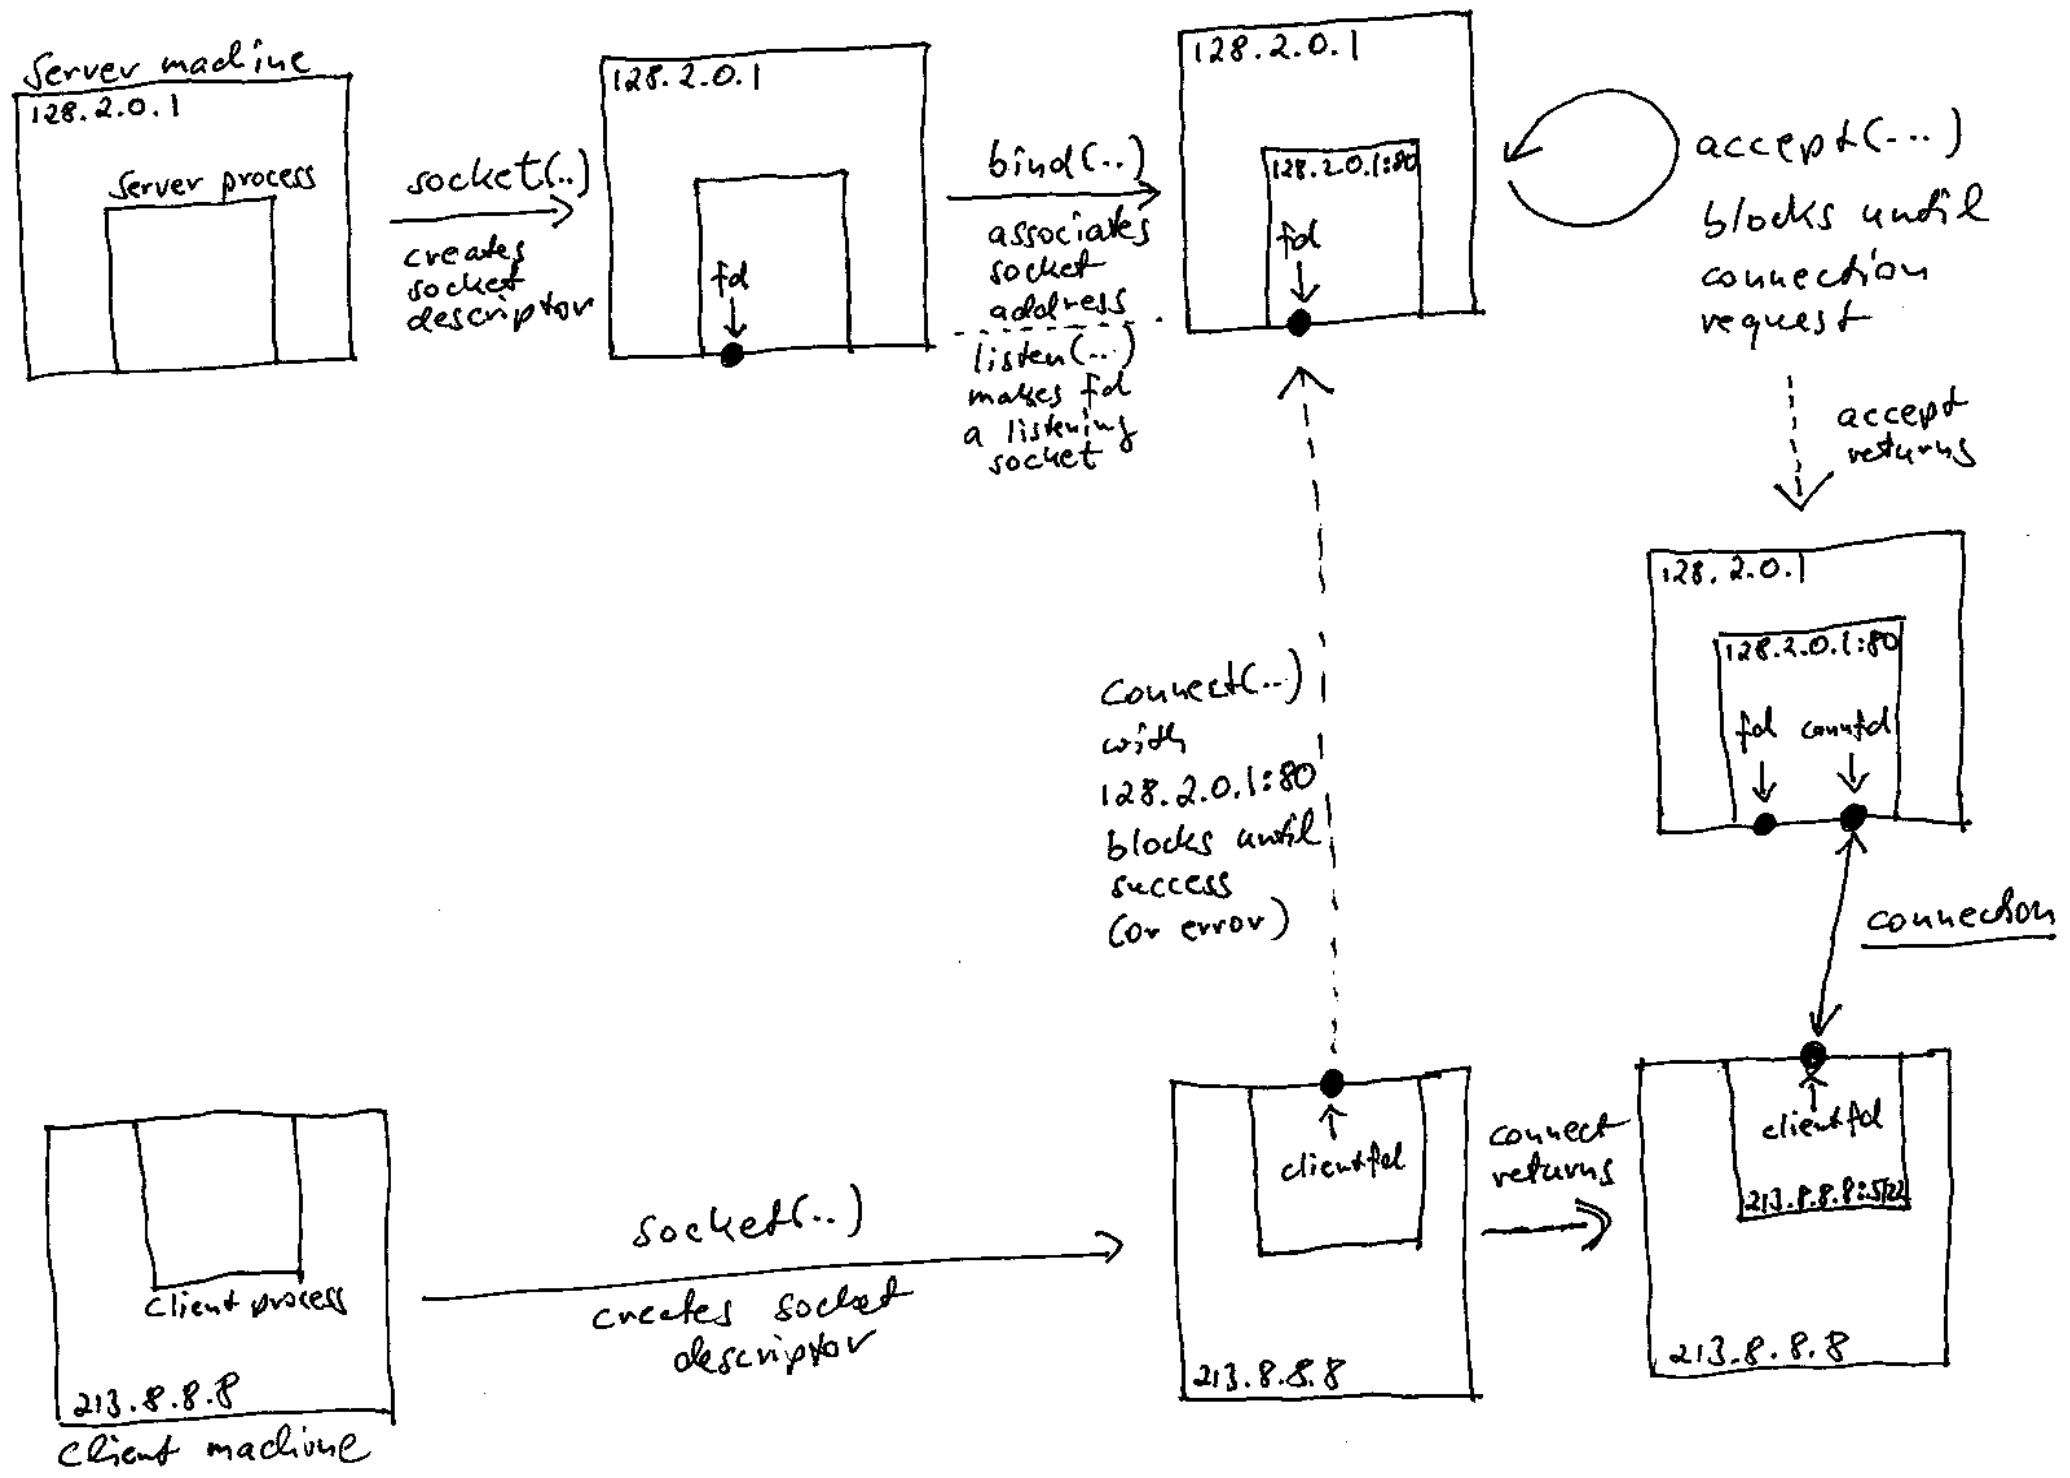 Server machine
128.2.0.1
Server process
socket(..)
creates
socket
descriptor
128.2.0.1
fd
bind(..)
associates
socket
address
listen(...)
makes fd
a listening
socket
128.2.0.1
128.2.0.1:80
fd
accept(...)
blocks until
connection
request
accept
returns
128.2.0.1
128.2.0.1:80
fd connfd
connect(..)
with
128.2.0.1:80
blocks until
success
(or error)
connection
client process
213.8.8.8
client machine
socket(..)
creates socket
descriptor
clientfd
213.8.8.8
connect
returns
clientfd
213.8.8.8